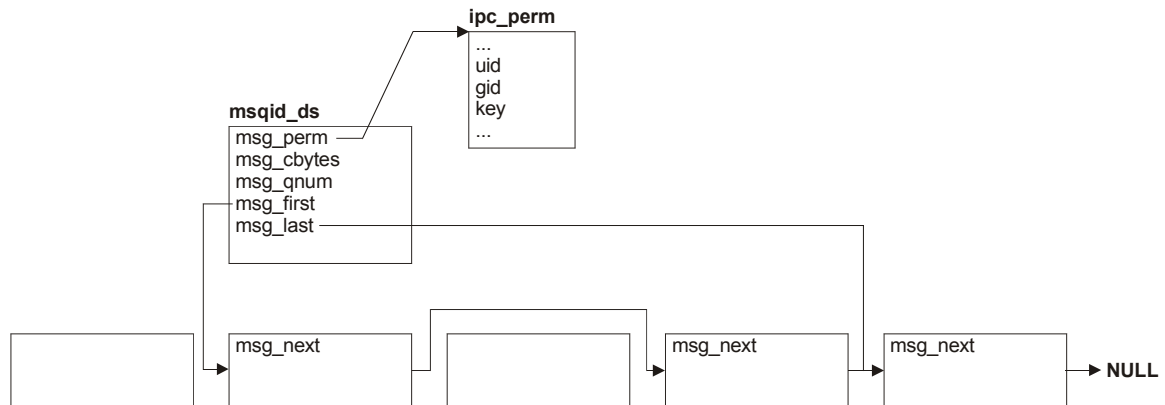 ipc_perm
...
uid
gid
key
...
msqid_ds
msg_perm
msg_cbytes
msg_qnum
msg_first
msg_last
msg_next
msg_next
msg_next
NULL